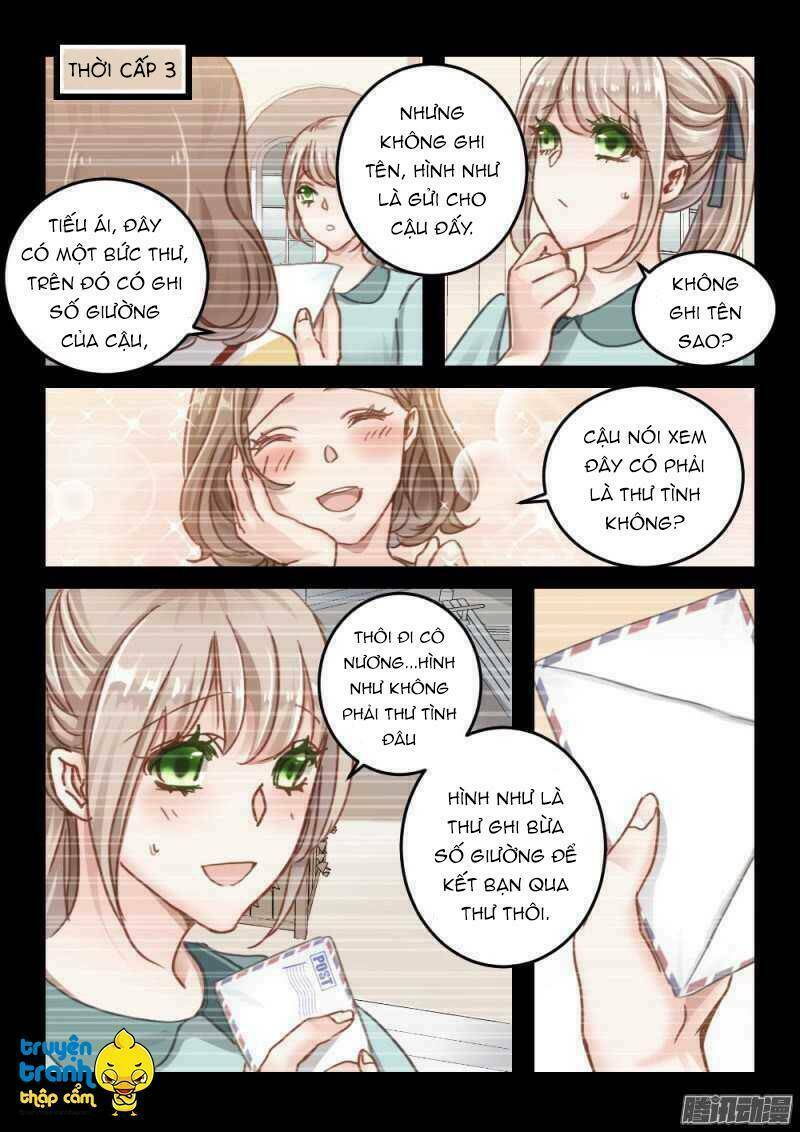 THỜI CẤP 3
TIẾU ÁI, ĐÂY
CÓ MỘT BỨC THƯ,
TRÊN ĐÓ CÓ GHI
SỐ GIƯỜNG
CỦA CẬU,
NHƯNG
KHÔNG GHI
TÊN, HÌNH NHƯ
LÀ GỬI CHO
CẬU ĐẤY.
KHÔNG
GHI TÊN
SAO?
CẬU NÓI XEM
ĐÂY CÓ PHẢI
LÀ THƯ TÌNH
KHÔNG?
THÔI ĐI CÔ
NƯƠNG...HÌNH
NHƯ KHÔNG
PHẢI THƯ TÌNH
ĐÂU
HÌNH NHƯ LÀ
THƯ GHI BỪA
SỐ GIƯỜNG ĐỂ
KẾT BẠN QUA
THƯ THÔI.
POST
truyện
tranh
thập cẩm
腾讯动漫